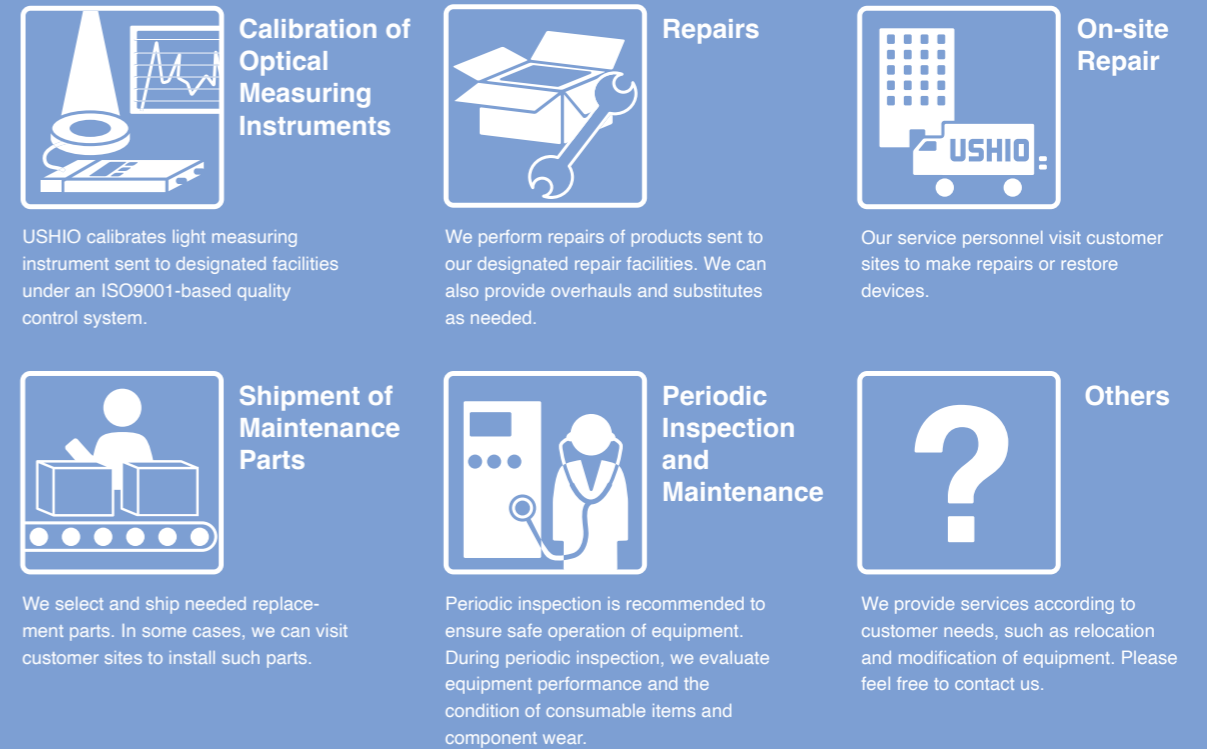 Calibration of
Optical
Measuring
Instruments
USHIO calibrates light measuring
instrument sent to designated facilities
under an ISO9001-based quality
control system.
Repairs
We perform repairs of products sent to
our designated repair facilities. We can
also provide overhauls and substitutes
as needed.
USHIO
On-site
Repair
Our service personnel visit customer
sites to make repairs or restore
devices.
Shipment of
Maintenance
Parts
We select and ship needed replace-
ment parts. In some cases, we can visit
customer sites to install such parts.
Periodic
Inspection
and
Maintenance
Periodic inspection is recommended to
ensure safe operation of equipment.
During periodic inspection, we evaluate
equipment performance and the
condition of consumable items and
component wear.
?
Others
We provide services according to
customer needs, such as relocation
and modification of equipment. Please
feel free to contact us.